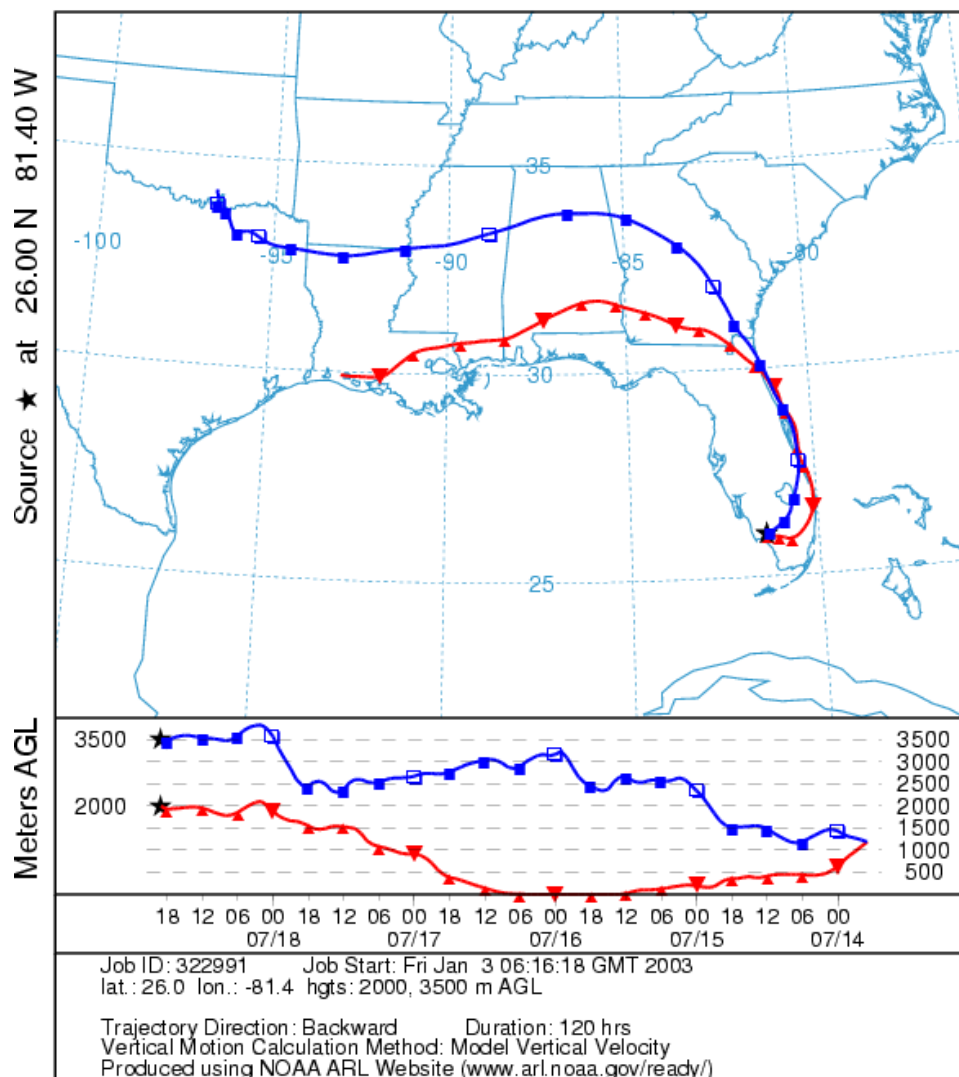 Source ★ at 26.00 N 81.40 W
35
-100
-95
-90
-85
-80
30
25
Meters AGL
3500 3500
3000
2500
2000 2000
1500
1000
500
18 12 06 00 18 12 06 00 18 12 06 00 18 12 06 00 18 12 06 00
07/18 07/17 07/16 07/15 07/14
Job ID: 322991 Job Start: Fri Jan 3 06:16:18 GMT 2003
lat.: 26.0 lon.: -81.4 hgts: 2000, 3500 m AGL
Trajectory Direction: Backward Duration: 120 hrs
Vertical Motion Calculation Method: Model Vertical Velocity
Produced using NOAA ARL Website (www.arl.noaa.gov/ready/)